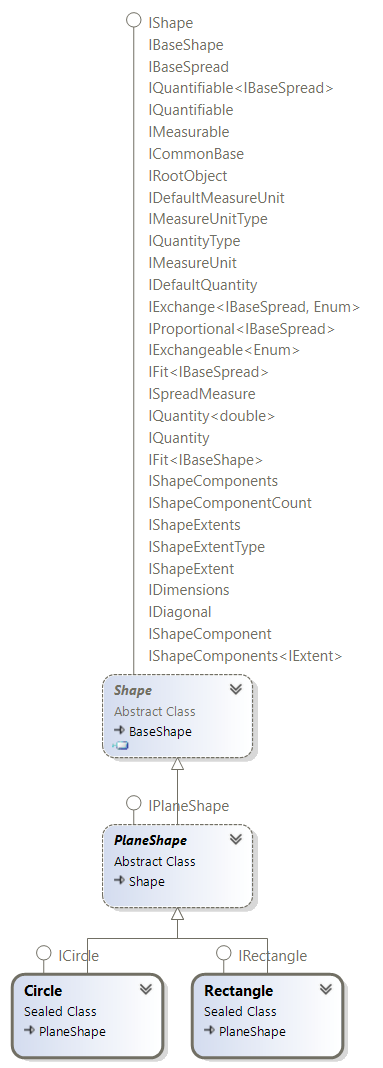 IShape
IBaseShape
IBaseSpread
IQuantifiable<IBaseSpread>
IQuantifiable
IMeasurable
ICommonBase
IRootObject
IDefaultMeasureUnit
IMeasureUnitType
IQuantityType
IMeasureUnit
IDefaultQuantity
IExchange<IBaseSpread, Enum>
IProportional<IBaseSpread>
IExchangeable<Enum>
IFit<IBaseSpread>
ISpreadMeasure
IQuantity<double>
IQuantity
IFit<IBaseShape>
IShapeComponents
IShapeComponentCount
IShapeExtents
IShapeExtentType
IShapeExtent
IDimensions
IDiagonal
IShapeComponent
IShapeComponents<IExtent>
Shape
Abstract Class
BaseShape
IPlaneShape
PlaneShape
Abstract Class
Shape
ICircle
Circle
Sealed Class
PlaneShape
IRectangle
Rectangle
Sealed Class
PlaneShape